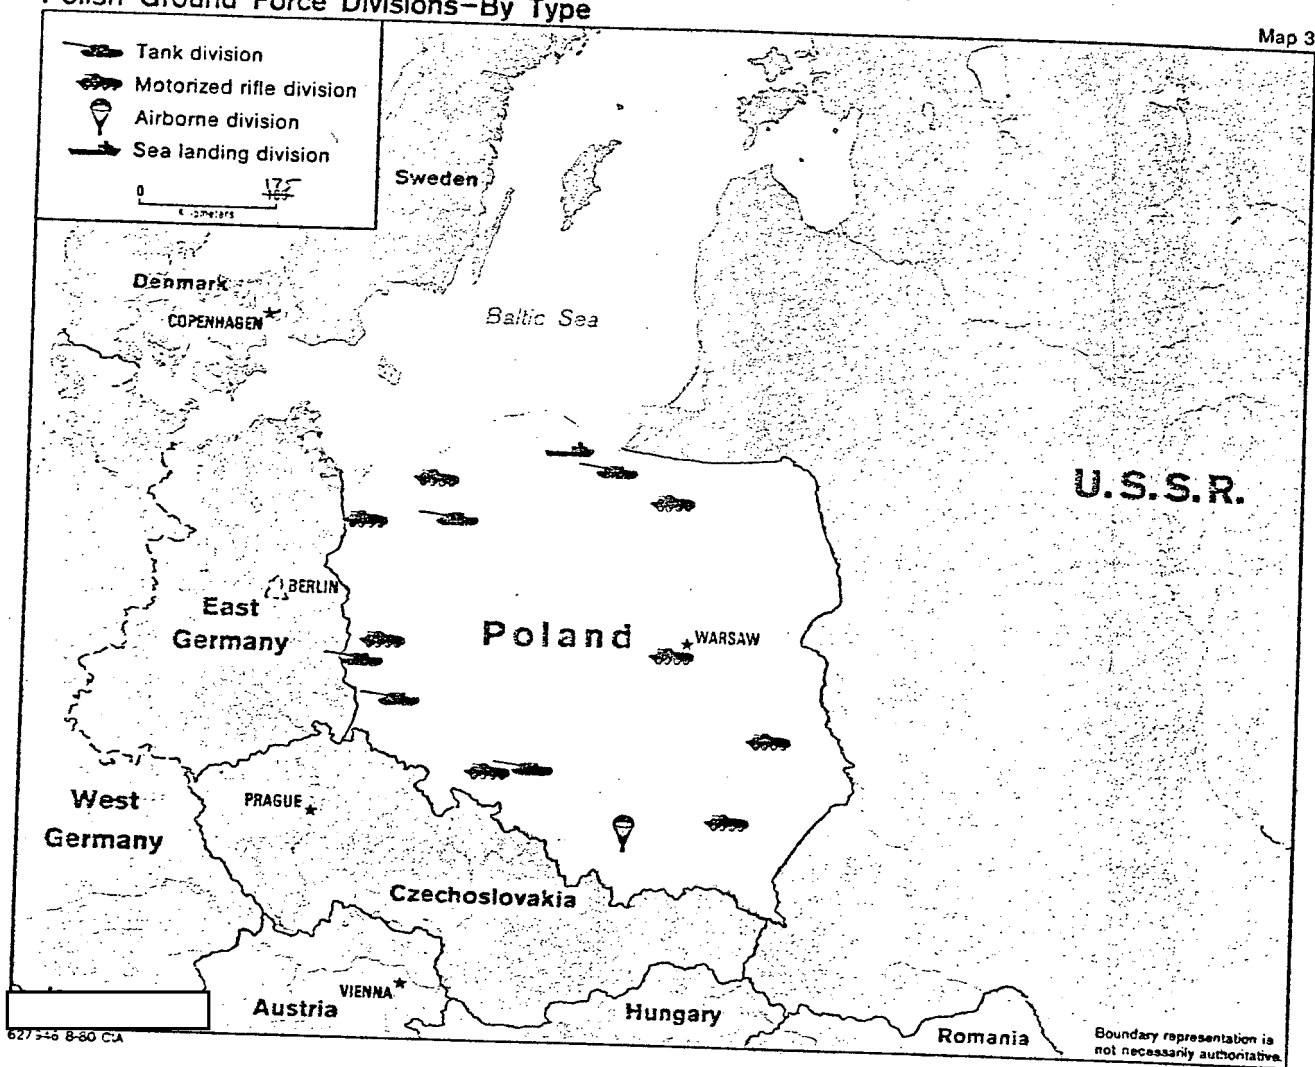 Polish Ground Force Divisions—By Type
Map 3
Tank division
Motorized rifle division
Airborne division
Sea landing division
0 175
Kilometers
Sweden
Denmark
COPENHAGEN
Baltic Sea
U.S.S.R.
BERLIN
East
Germany
Poland
WARSAW
West
Germany
PRAGUE
Czechoslovakia
VIENNA
Austria
Hungary
Romania
Boundary representation is
not necessarily authoritative.
8-80 CIA